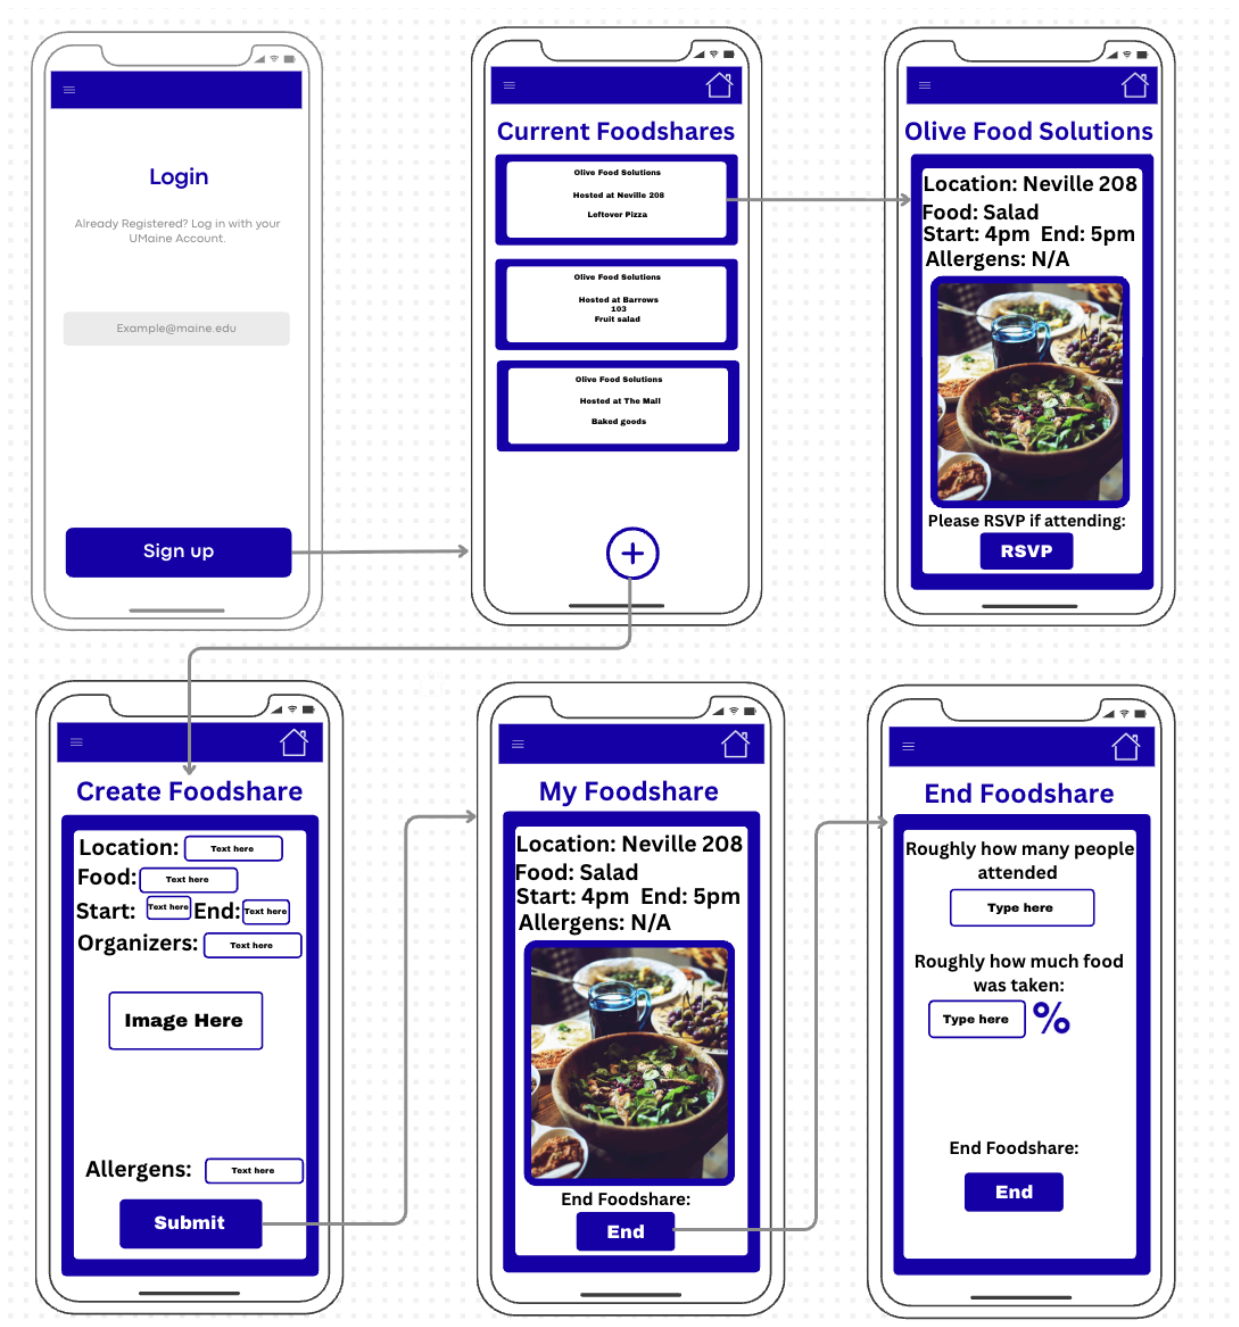 Login
Already Registered? Log in with your
UMaine Account.
Example@maine.edu
Sign up
Current Foodshares
Olive Food Solutions
Hosted at Neville 208
Leftover Pizza
Olive Food Solutions
Hosted at Barrows
103
Fruit salad
Olive Food Solutions
Hosted at The Mall
Baked goods
+
Olive Food Solutions
Location: Neville 208
Food: Salad
Start: 4pm End: 5pm
Allergens: N/A
Please RSVP if attending:
RSVP
Create Foodshare
Location: Text here
Food: Text here
Start: Text here End: Text here
Organizers: Text here
Image Here
Allergens: Text here
Submit
My Foodshare
Location: Neville 208
Food: Salad
Start: 4pm End: 5pm
Allergens: N/A
End Foodshare:
End
End Foodshare
Roughly how many people
attended
Type here
Roughly how much food
was taken:
Type here %
End Foodshare:
End